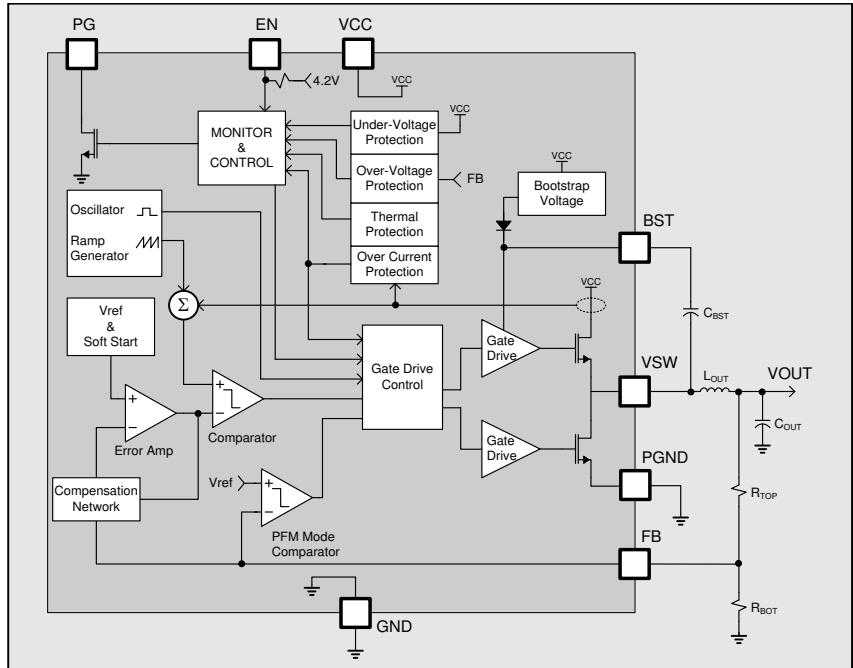 PG
EN
VCC
4.2V
VCC
MONITOR
&
CONTROL
Under-Voltage
Protection
VCC
Over-Voltage
Protection
FB
Thermal
Protection
Over Current
Protection
VCC
Bootstrap
Voltage
BST
Oscillator
Ramp
Generator
Σ
Vref
&
Soft Start
VCC
CBST
Gate Drive
Control
Gate
Drive
VSW
LOUT
VOUT
COUT
+
−
Error Amp
+
−
Comparator
Gate
Drive
PGND
RTOP
Compensation
Network
Vref
+
−
PFM Mode
Comparator
FB
RBOT
GND